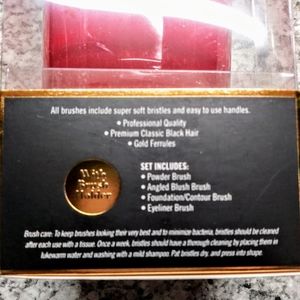 All brushes include super soft bristles and easy to use handles.
• Professional Quality
• Premium Classic Black Hair
• Gold Ferrules
With
Brush
Holder
SET INCLUDES:
• Powder Brush
• Angled Blush Brush
• Foundation/Contour Brush
• Eyeliner Brush
Brush care: To keep brushes looking their very best and to minimize bacteria, bristles should be cleaned
after each use with a tissue. Once a week, bristles should have a thorough cleaning by placing them in
lukewarm water and washing with a mild shampoo. Pat bristles dry, and press into shape.